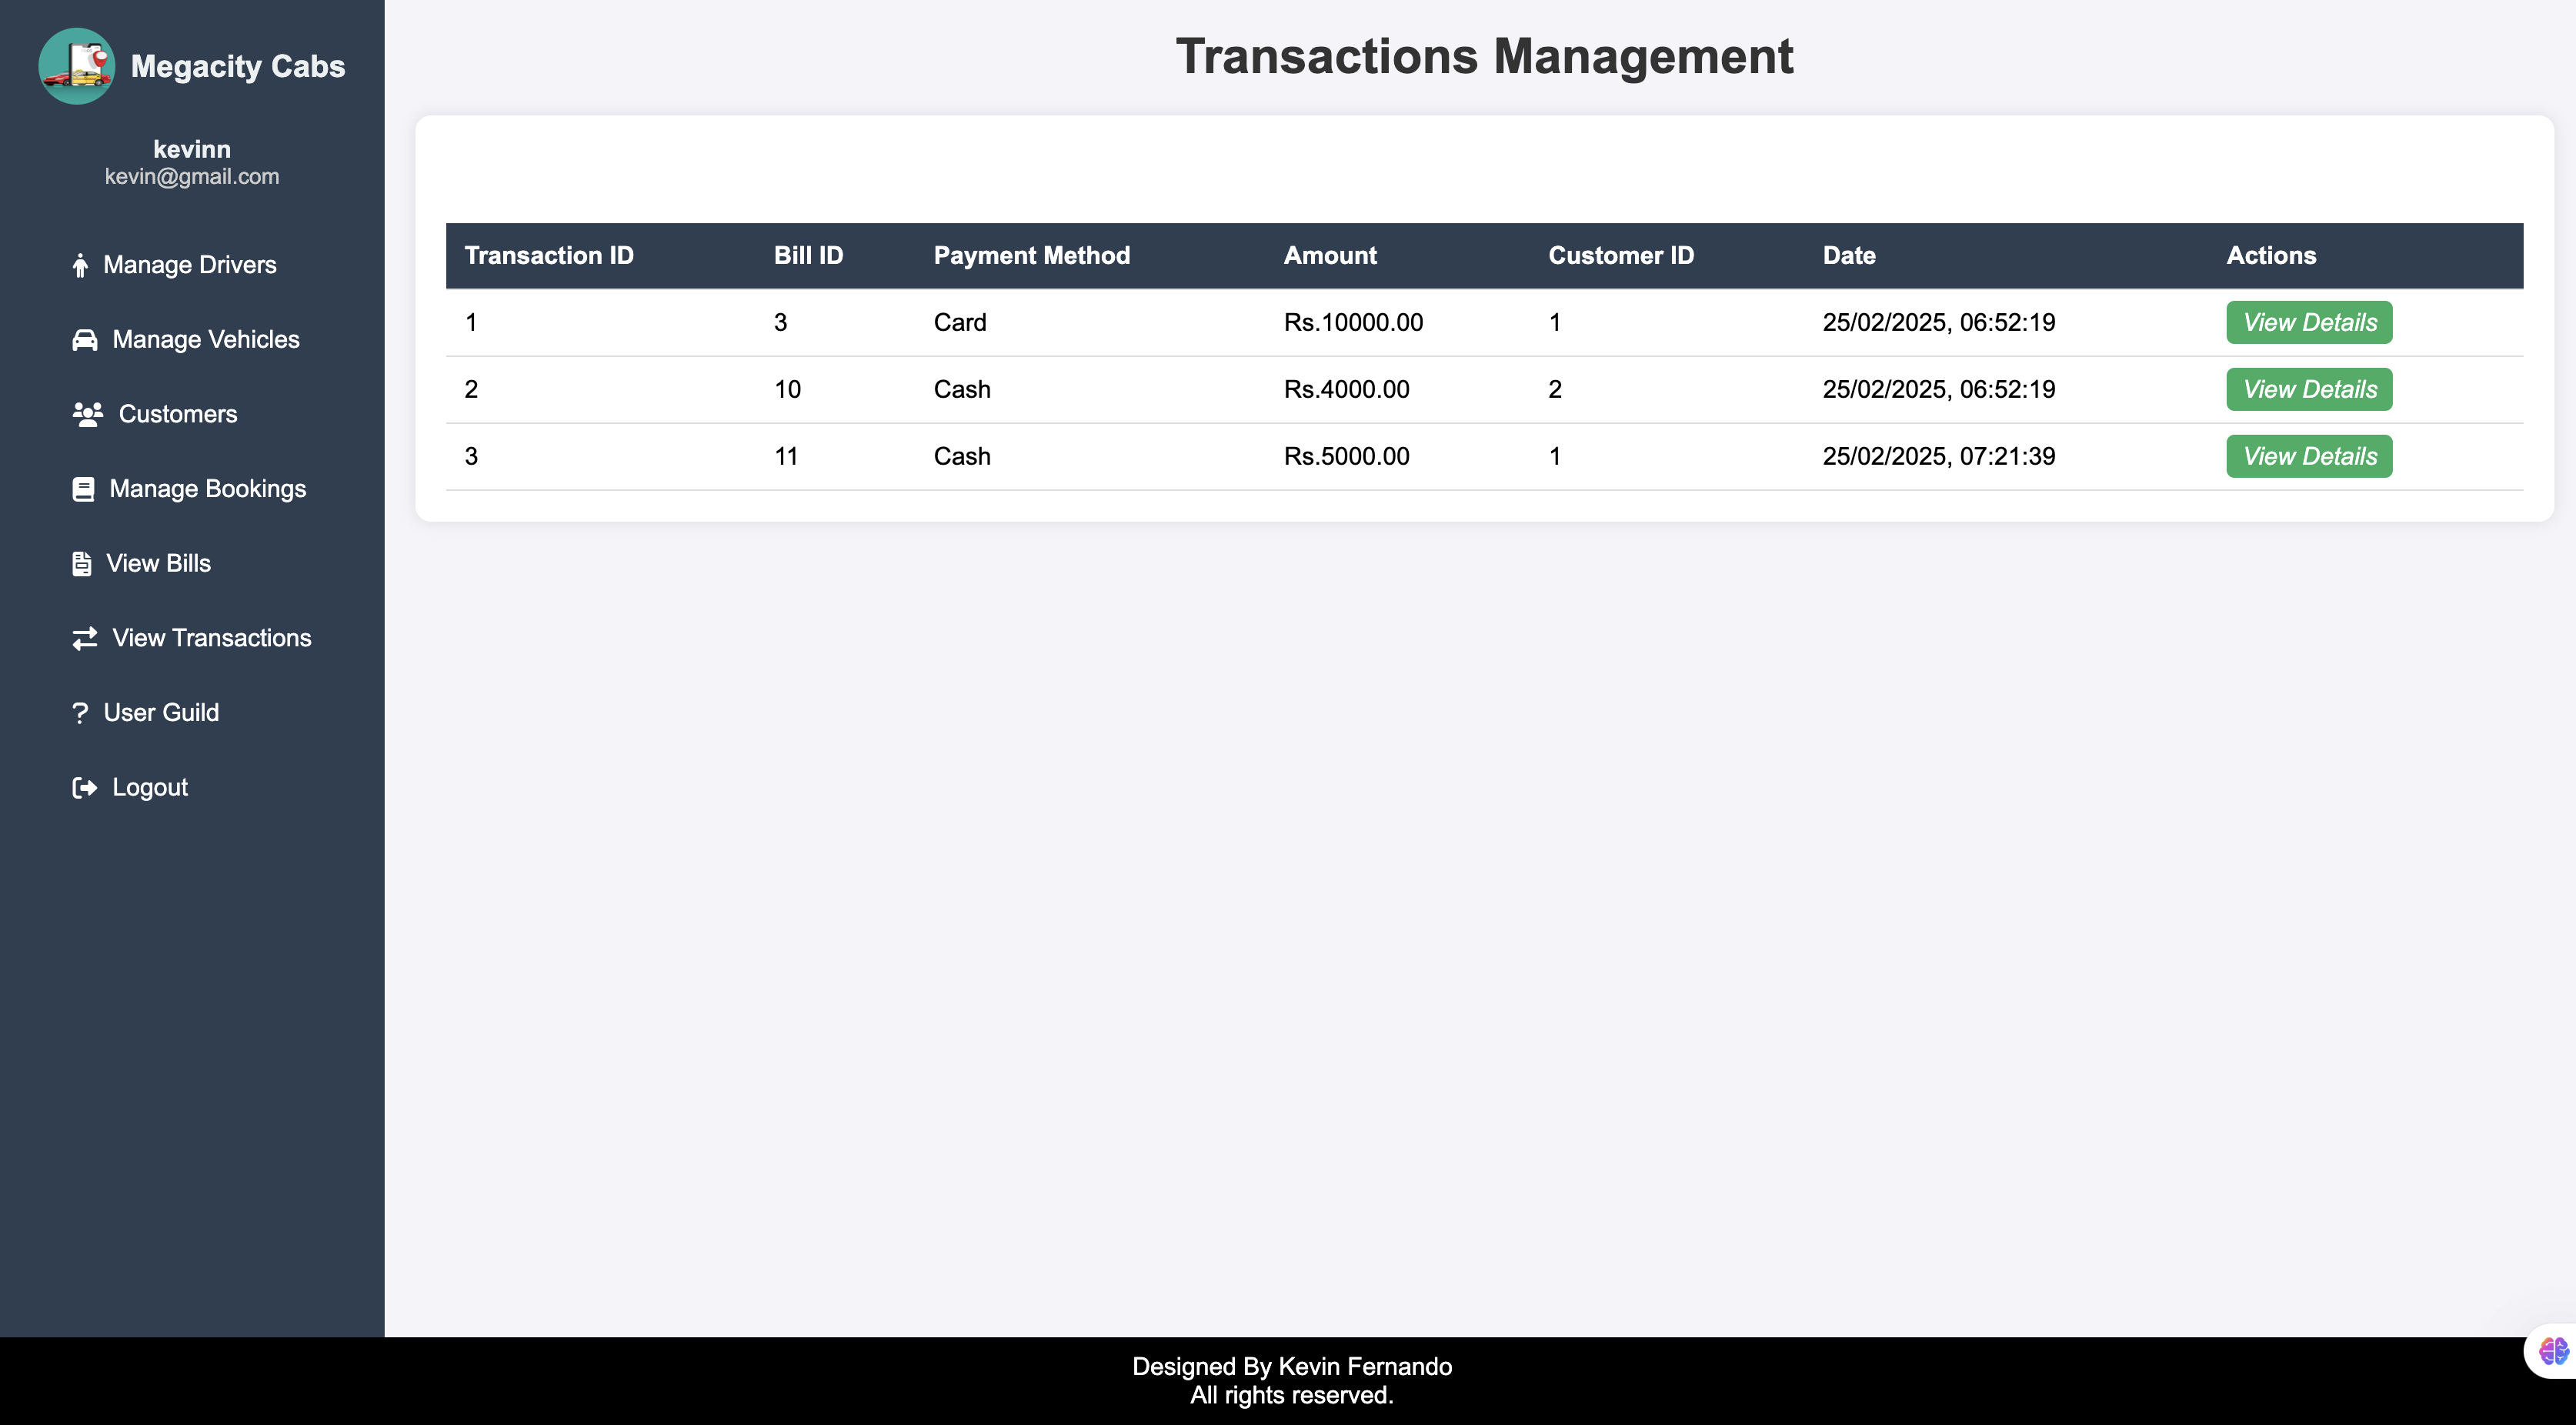 Megacity Cabs
kevinn
kevin@gmail.com
Manage Drivers
Manage Vehicles
Customers
Manage Bookings
View Bills
View Transactions
User Guild
Logout
Transactions Management
Transaction ID Bill ID Payment Method Amount Customer ID Date Actions
1 3 Card Rs.10000.00 1 25/02/2025, 06:52:19 View Details
2 10 Cash Rs.4000.00 2 25/02/2025, 06:52:19 View Details
3 11 Cash Rs.5000.00 1 25/02/2025, 07:21:39 View Details
Designed By Kevin Fernando
All rights reserved.